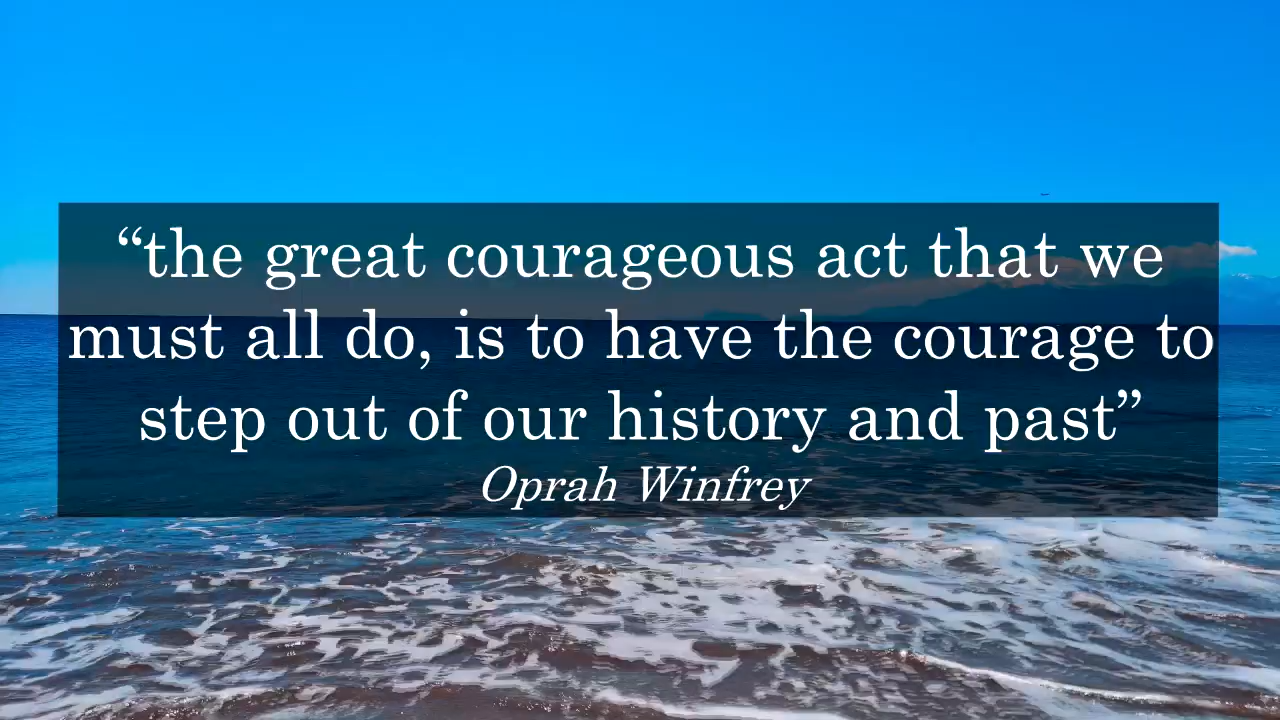 “the great courageous act that we
must all do, is to have the courage to
step out of our history and past”
Oprah Winfrey